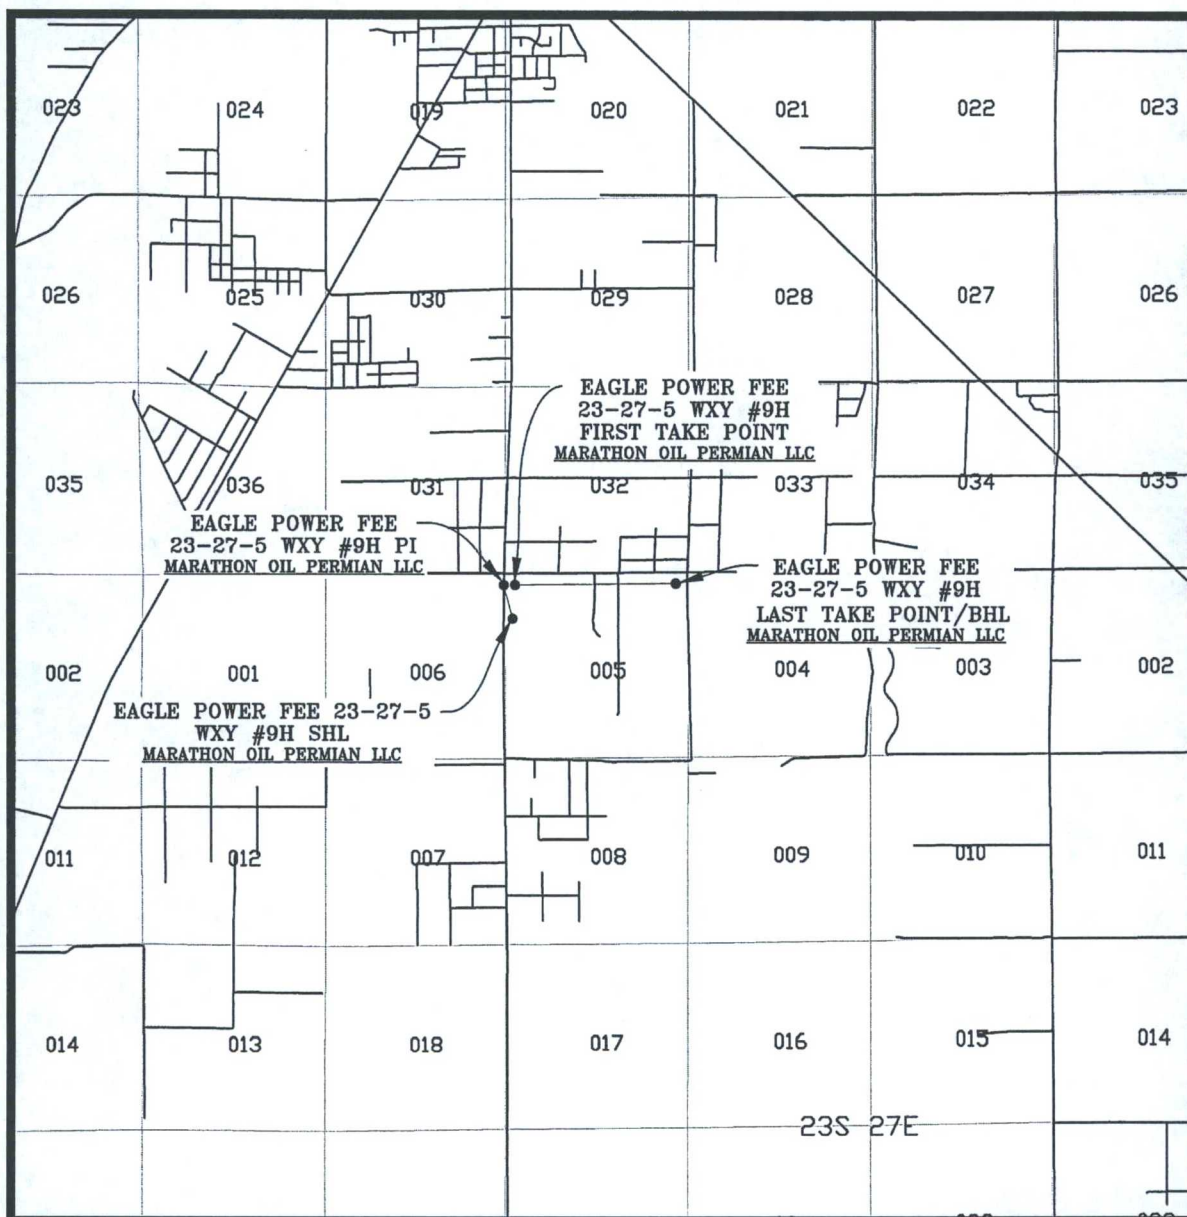 023
024
019
020
021
022
023
026
025
030
029
028
027
026
EAGLE POWER FEE
23-27-5 WXY #9H
FIRST TAKE POINT
MARATHON OIL PERMIAN LLC
035
036
031
032
033
034
035
EAGLE POWER FEE
23-27-5 WXY #9H PI
MARATHON OIL PERMIAN LLC
EAGLE POWER FEE
23-27-5 WXY #9H
LAST TAKE POINT/BHL
MARATHON OIL PERMIAN LLC
002
001
006
005
004
003
002
EAGLE POWER FEE 23-27-5
WXY #9H SHL
MARATHON OIL PERMIAN LLC
011
012
007
008
009
010
011
014
013
018
017
016
015
014
23S 27E